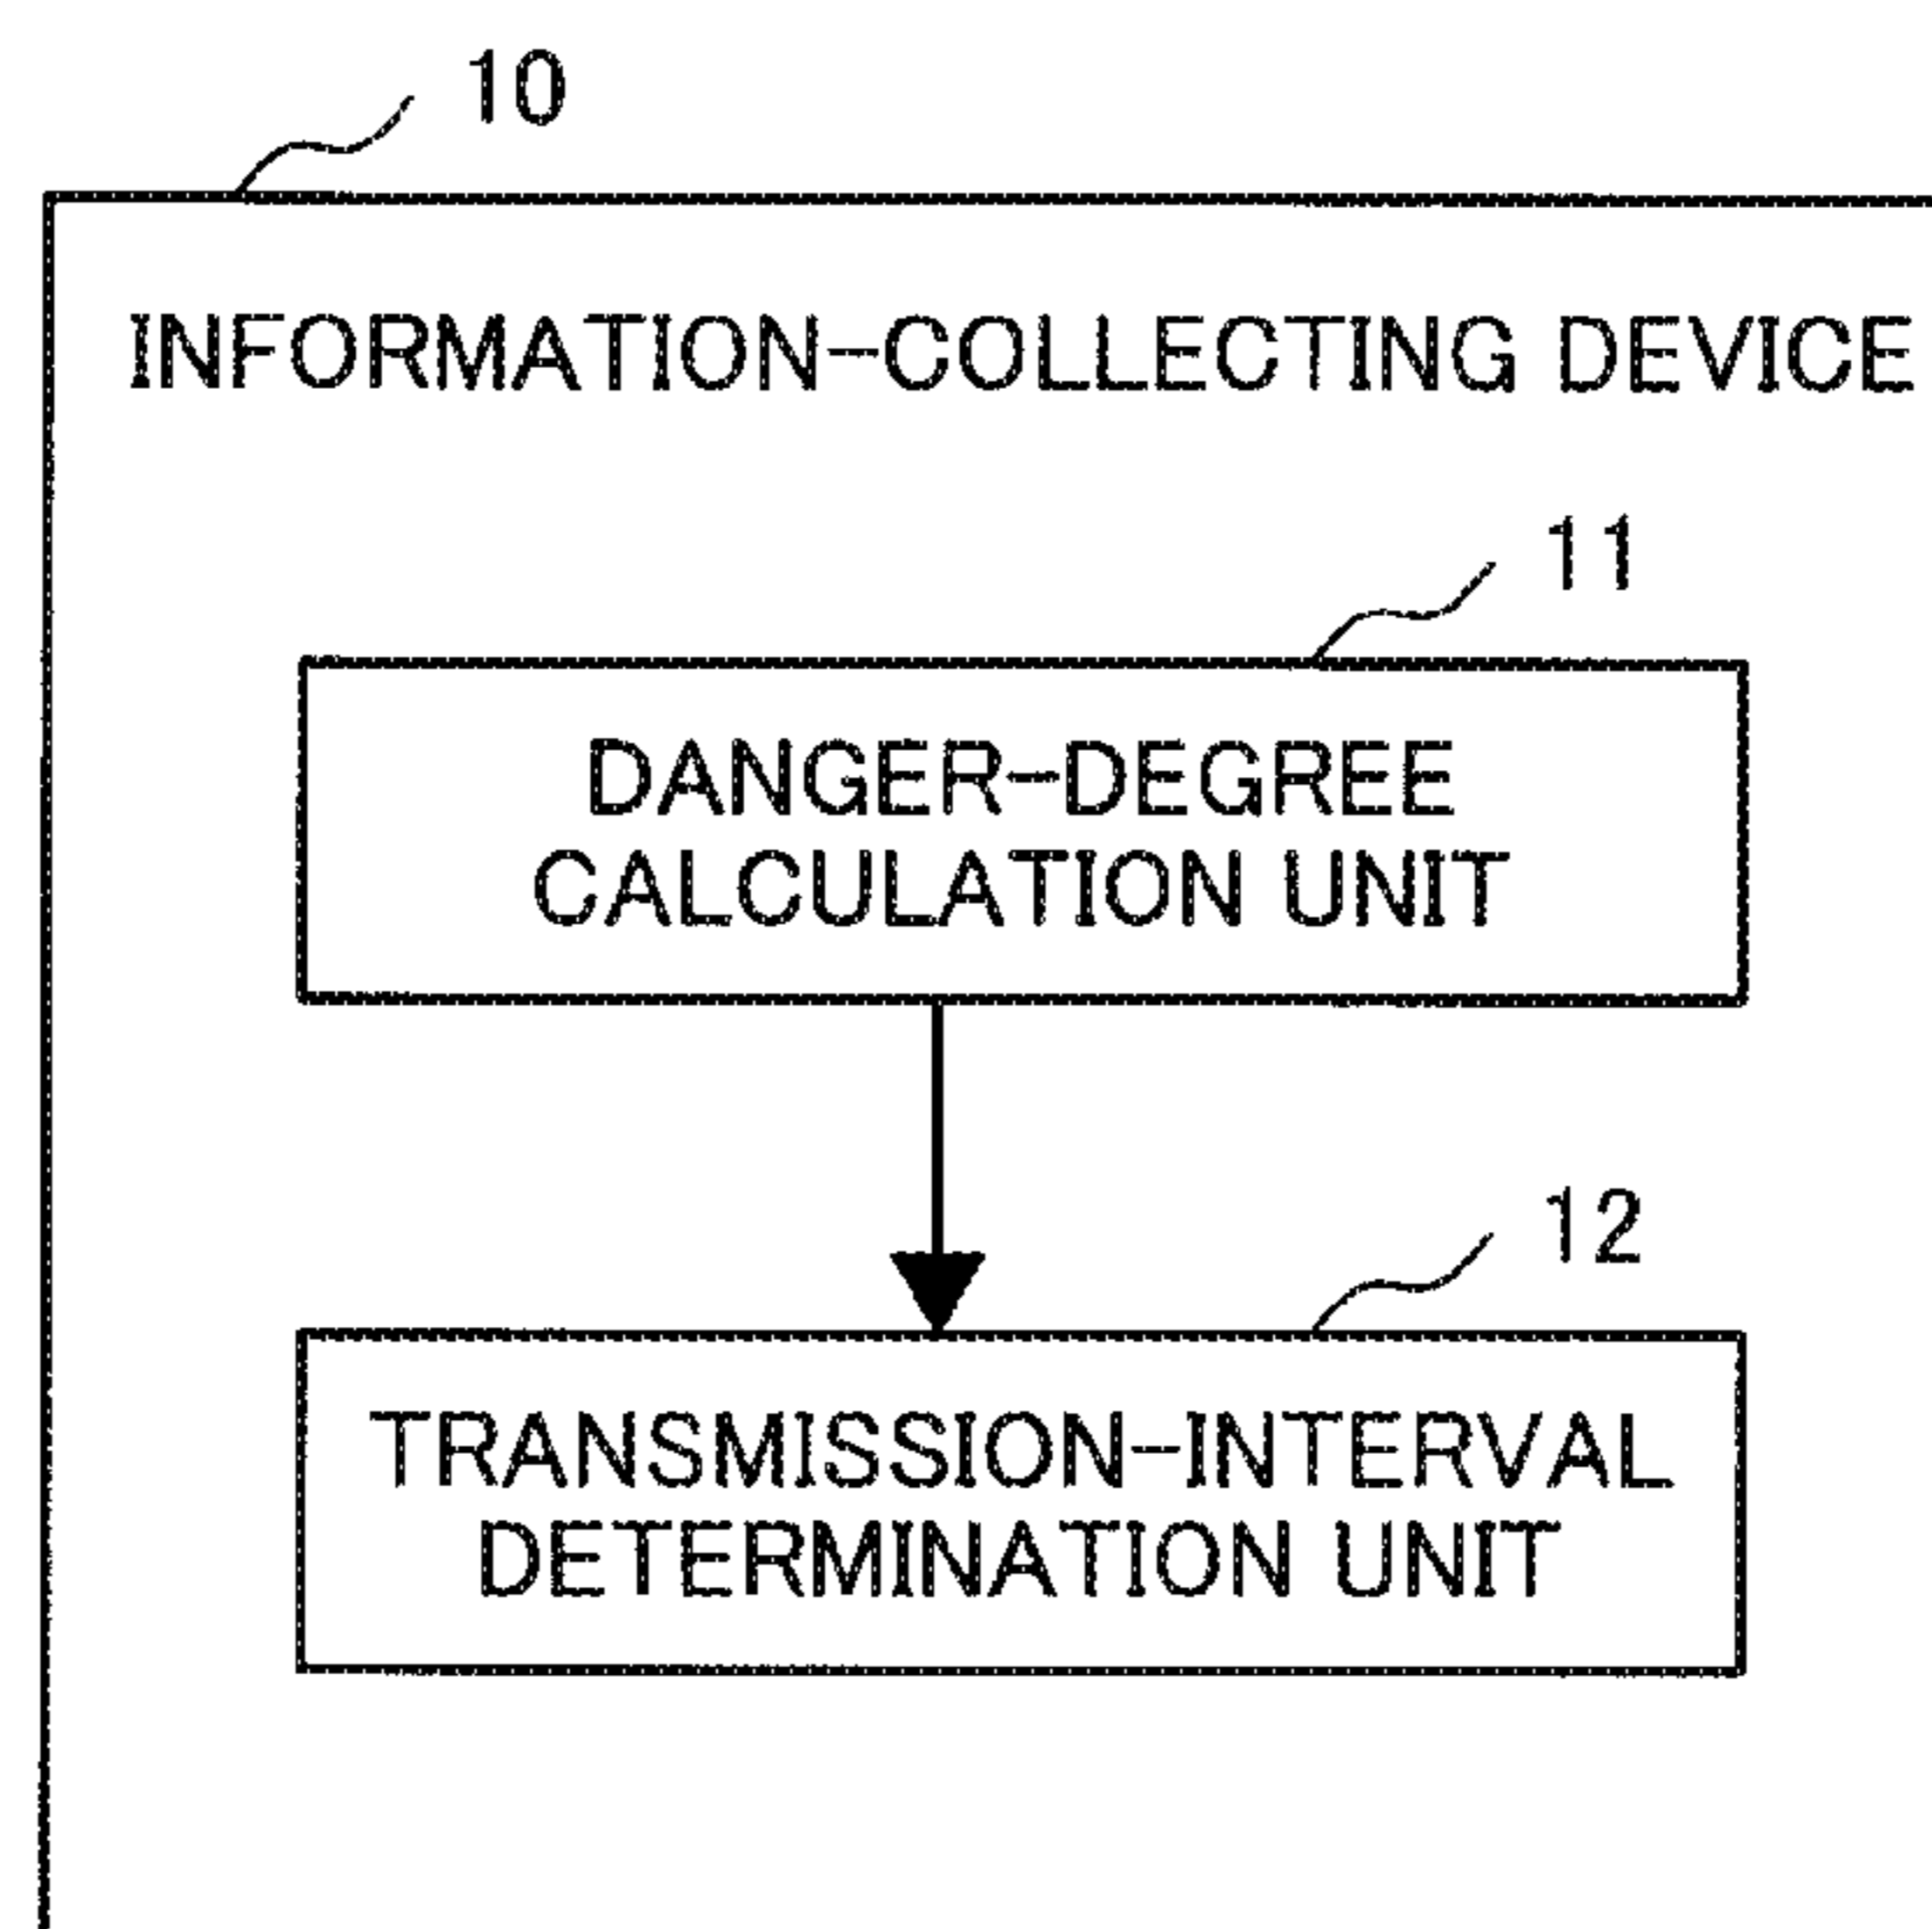 10
INFORMATION-COLLECTING DEVICE
11
DANGER-DEGREE
CALCULATION UNIT
12
TRANSMISSION-INTERVAL
DETERMINATION UNIT